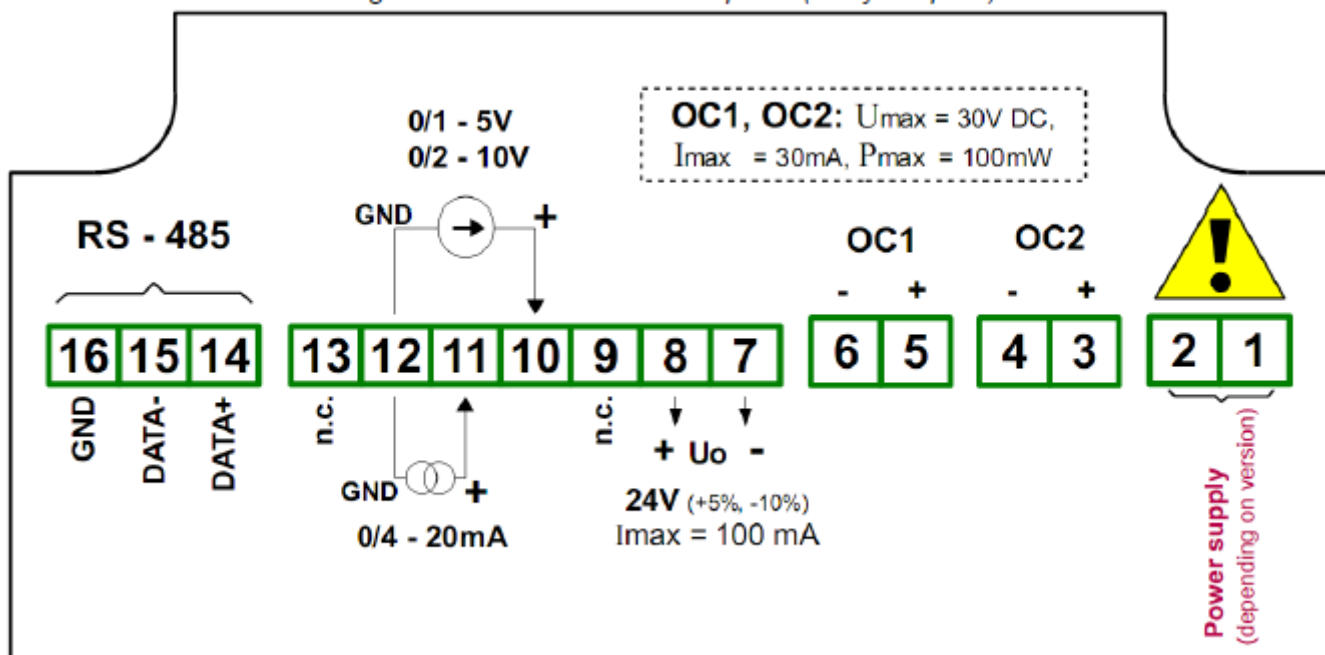 0/1 - 5V
0/2 - 10V
OC1, OC2: Umax = 30V DC,
Imax = 30mA, Pmax = 100mW
GND +
RS - 485
OC1
OC2
- +
- +
16 15 14
13 12 11 10 9 8 7
6 5
4 3
2 1
GND
DATA-
DATA+
n.c.
GND +
0/4 - 20mA
n.c.
+ Uo -
24V (+5%, -10%)
Imax = 100 mA
Power supply
(depending on version)